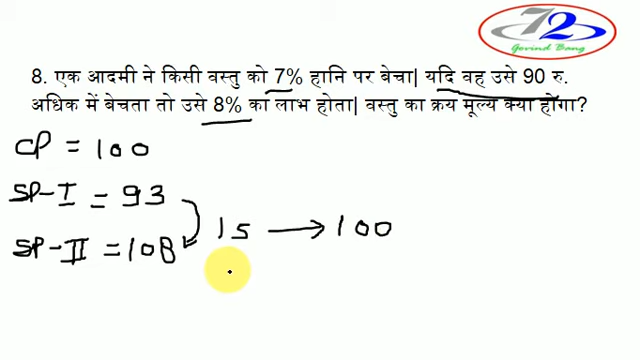 72
Govind Bang
8. एक आदमी ने किसी वस्तु को 7% हानि पर बेचा| यदि वह उसे 90 रु.
अधिक में बेचता तो उसे 8% का लाभ होता| वस्तु का क्रय मूल्य क्या होगा?
CP = 100
SP-I = 93
15 → 100
SP-II = 108